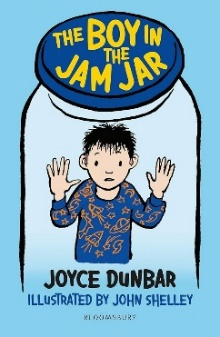 THE BOY IN
THE
JAM JAR
JOYCE DUNBAR
ILLUSTRATED BY JOHN SHELLEY
BLOOMSBURY